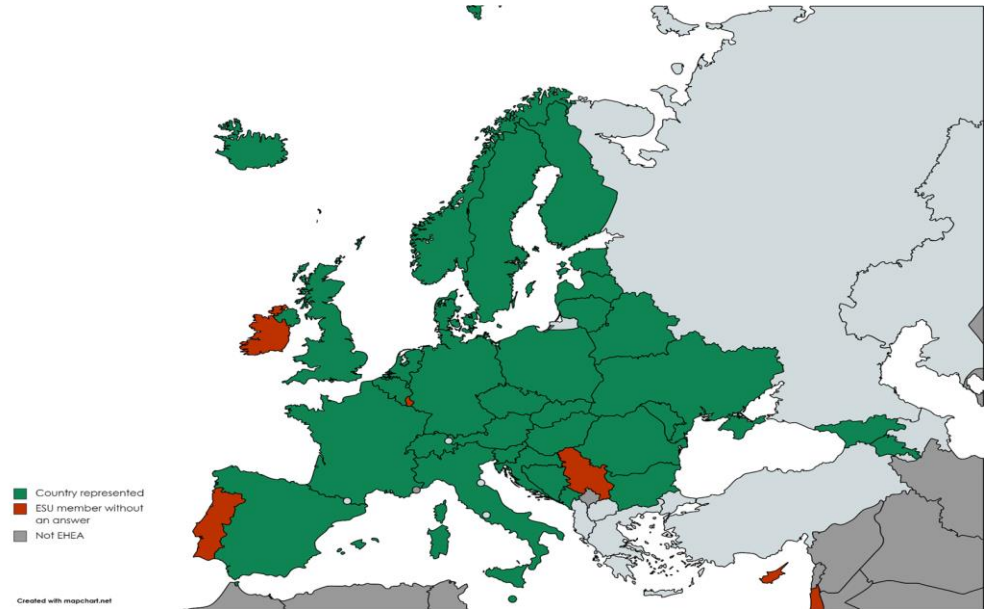 Country represented
ESU member without
an answer
Not EHEA
Created with mapchart.net